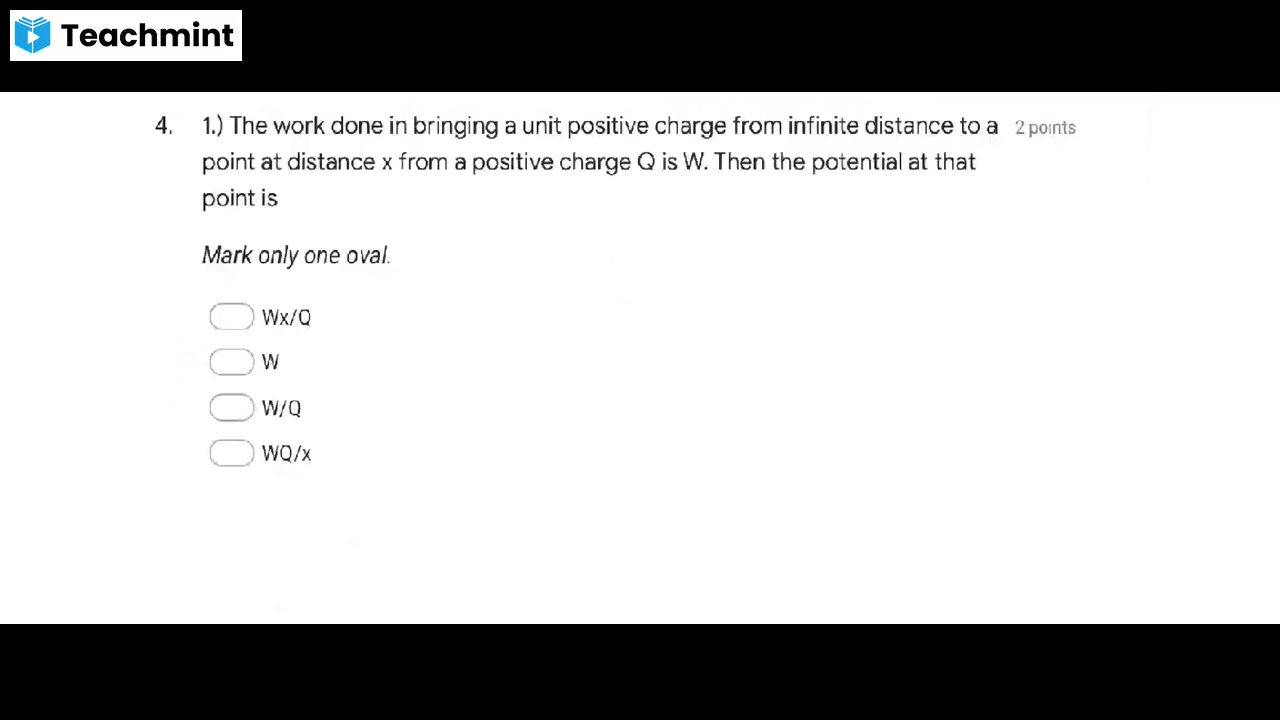 Teachmint
4. 1.) The work done in bringing a unit positive charge from infinite distance to a 2 points
point at distance x from a positive charge Q is W. Then the potential at that
point is
Mark only one oval.
Wx/Q
W
W/Q
WQ/x